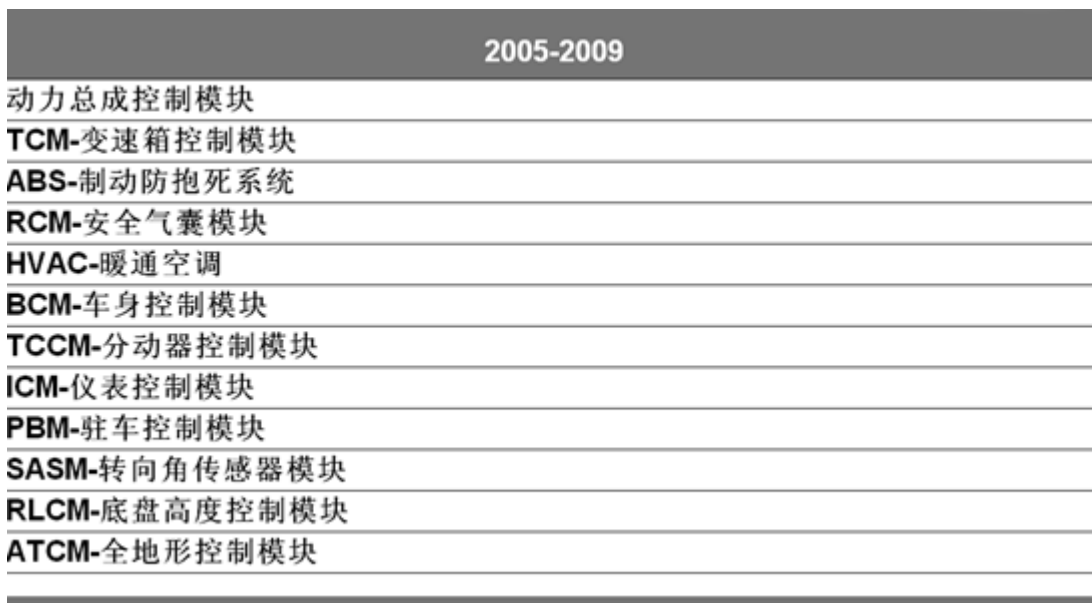 2005-2009
动力总成控制模块
TCM-变速箱控制模块
ABS-制动防抱死系统
RCM-安全气囊模块
HVAC-暖通空调
BCM-车身控制模块
TCCM-分动器控制模块
ICM-仪表控制模块
PBM-驻车控制模块
SASM-转向角传感器模块
RLCM-底盘高度控制模块
ATCM-全地形控制模块